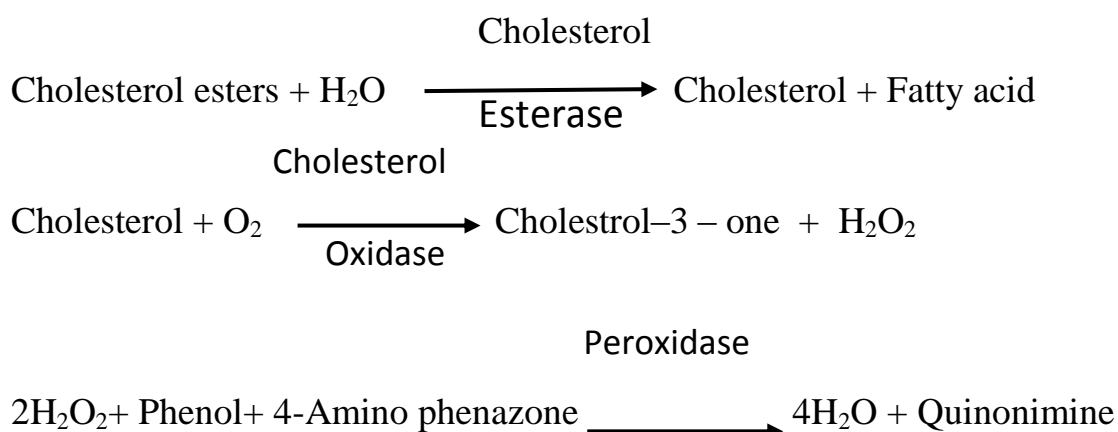 Cholesterol
Cholesterol esters + H₂O Cholesterol + Fatty acid
Esterase
Cholesterol
Cholesterol + O₂ Cholestrol–3 – one + H₂O₂
Oxidase
Peroxidase
2H₂O₂+ Phenol+ 4-Amino phenazone 4H₂O + Quinonimine